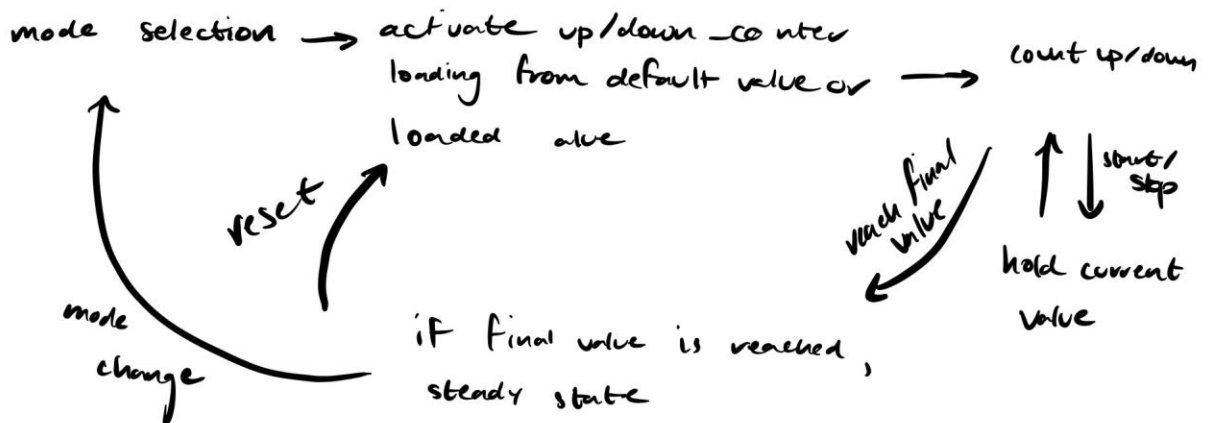 mode selection
activate up/down_conter
loading from default value or
loaded alve
count up/down
start/
stop
hold current
value
reach final
value
reset
mode
change
if final value is reached,
steady state